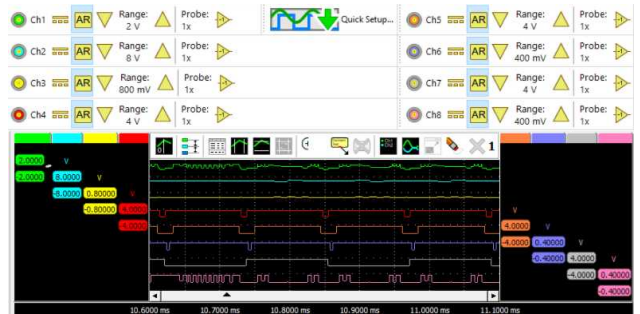 Ch1 AR Range: 2 V Probe: 1x Quick Setup... Ch5 AR Range: 4 V Probe: 1x
Ch2 AR Range: 8 V Probe: 1x Ch6 AR Range: 400 mV Probe: 1x
Ch3 AR Range: 800 mV Probe: 1x Ch7 AR Range: 4 V Probe: 1x
Ch4 AR Range: 4 V Probe: 1x Ch8 AR Range: 400 mV Probe: 1x
1
2.0000 V
-2.0000 8.0000 V
-8.0000 0.80000 V
-0.80000 4.0000 V
-4.0000 V
4.0000 V
-4.0000 0.40000 V
-0.40000 4.0000 V
-4.0000 0.40000
-0.40000
10.6000 ms 10.7000 ms 10.8000 ms 10.9000 ms 11.0000 ms 11.1000 ms